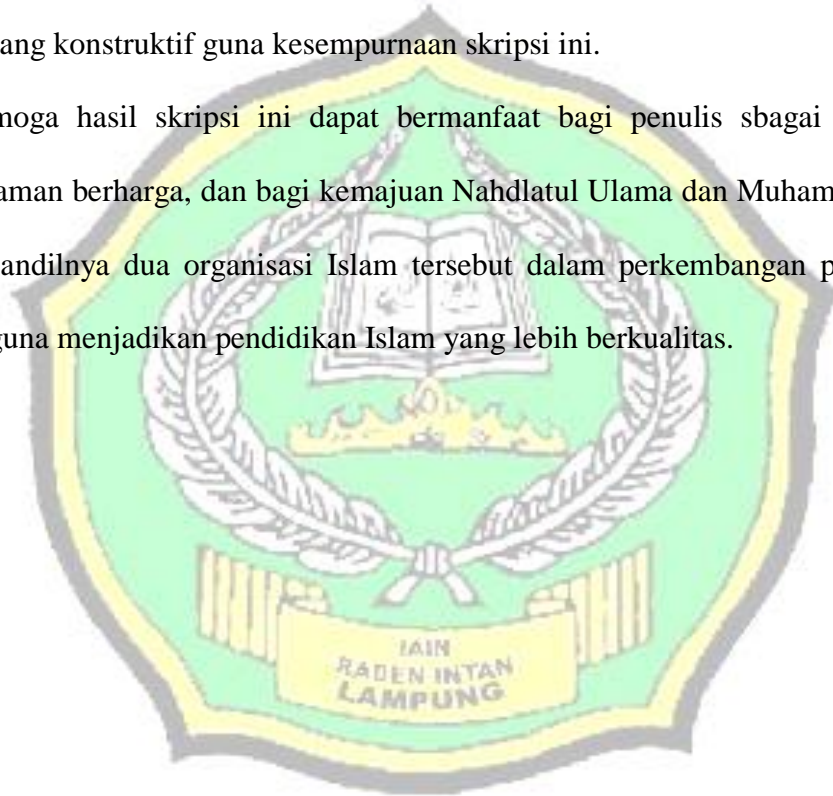 ang konstruktif guna kesempurnaan skripsi ini.
moga hasil skripsi ini dapat bermanfaat bagi penulis sbagai
aman berharga, dan bagi kemajuan Nahdlatul Ulama dan Muham
andilnya dua organisasi Islam tersebut dalam perkembangan p
guna menjadikan pendidikan Islam yang lebih berkualitas.
IAIN
RADEN INTAN
LAMPUNG